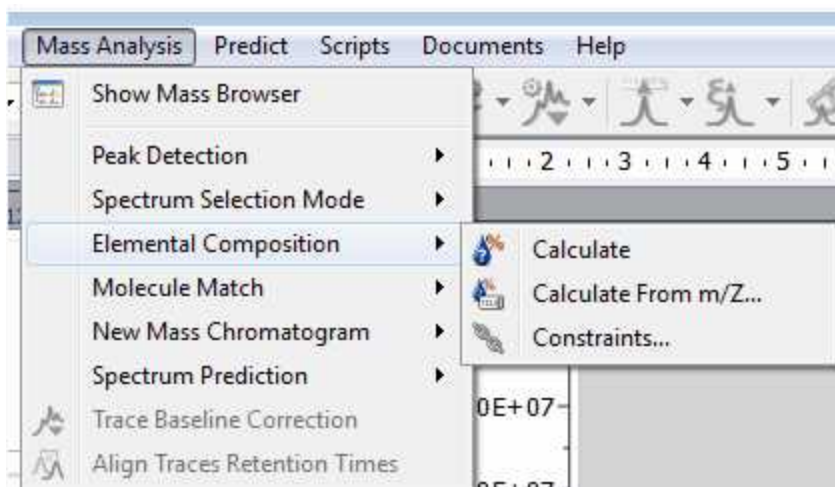 Mass Analysis Predict Scripts Documents Help
Show Mass Browser
Peak Detection
2 3 4 5
Spectrum Selection Mode
Elemental Composition
Calculate
Molecule Match
Calculate From m/Z...
New Mass Chromatogram
Constraints...
Spectrum Prediction
Trace Baseline Correction
0E+07
Align Traces Retention Times